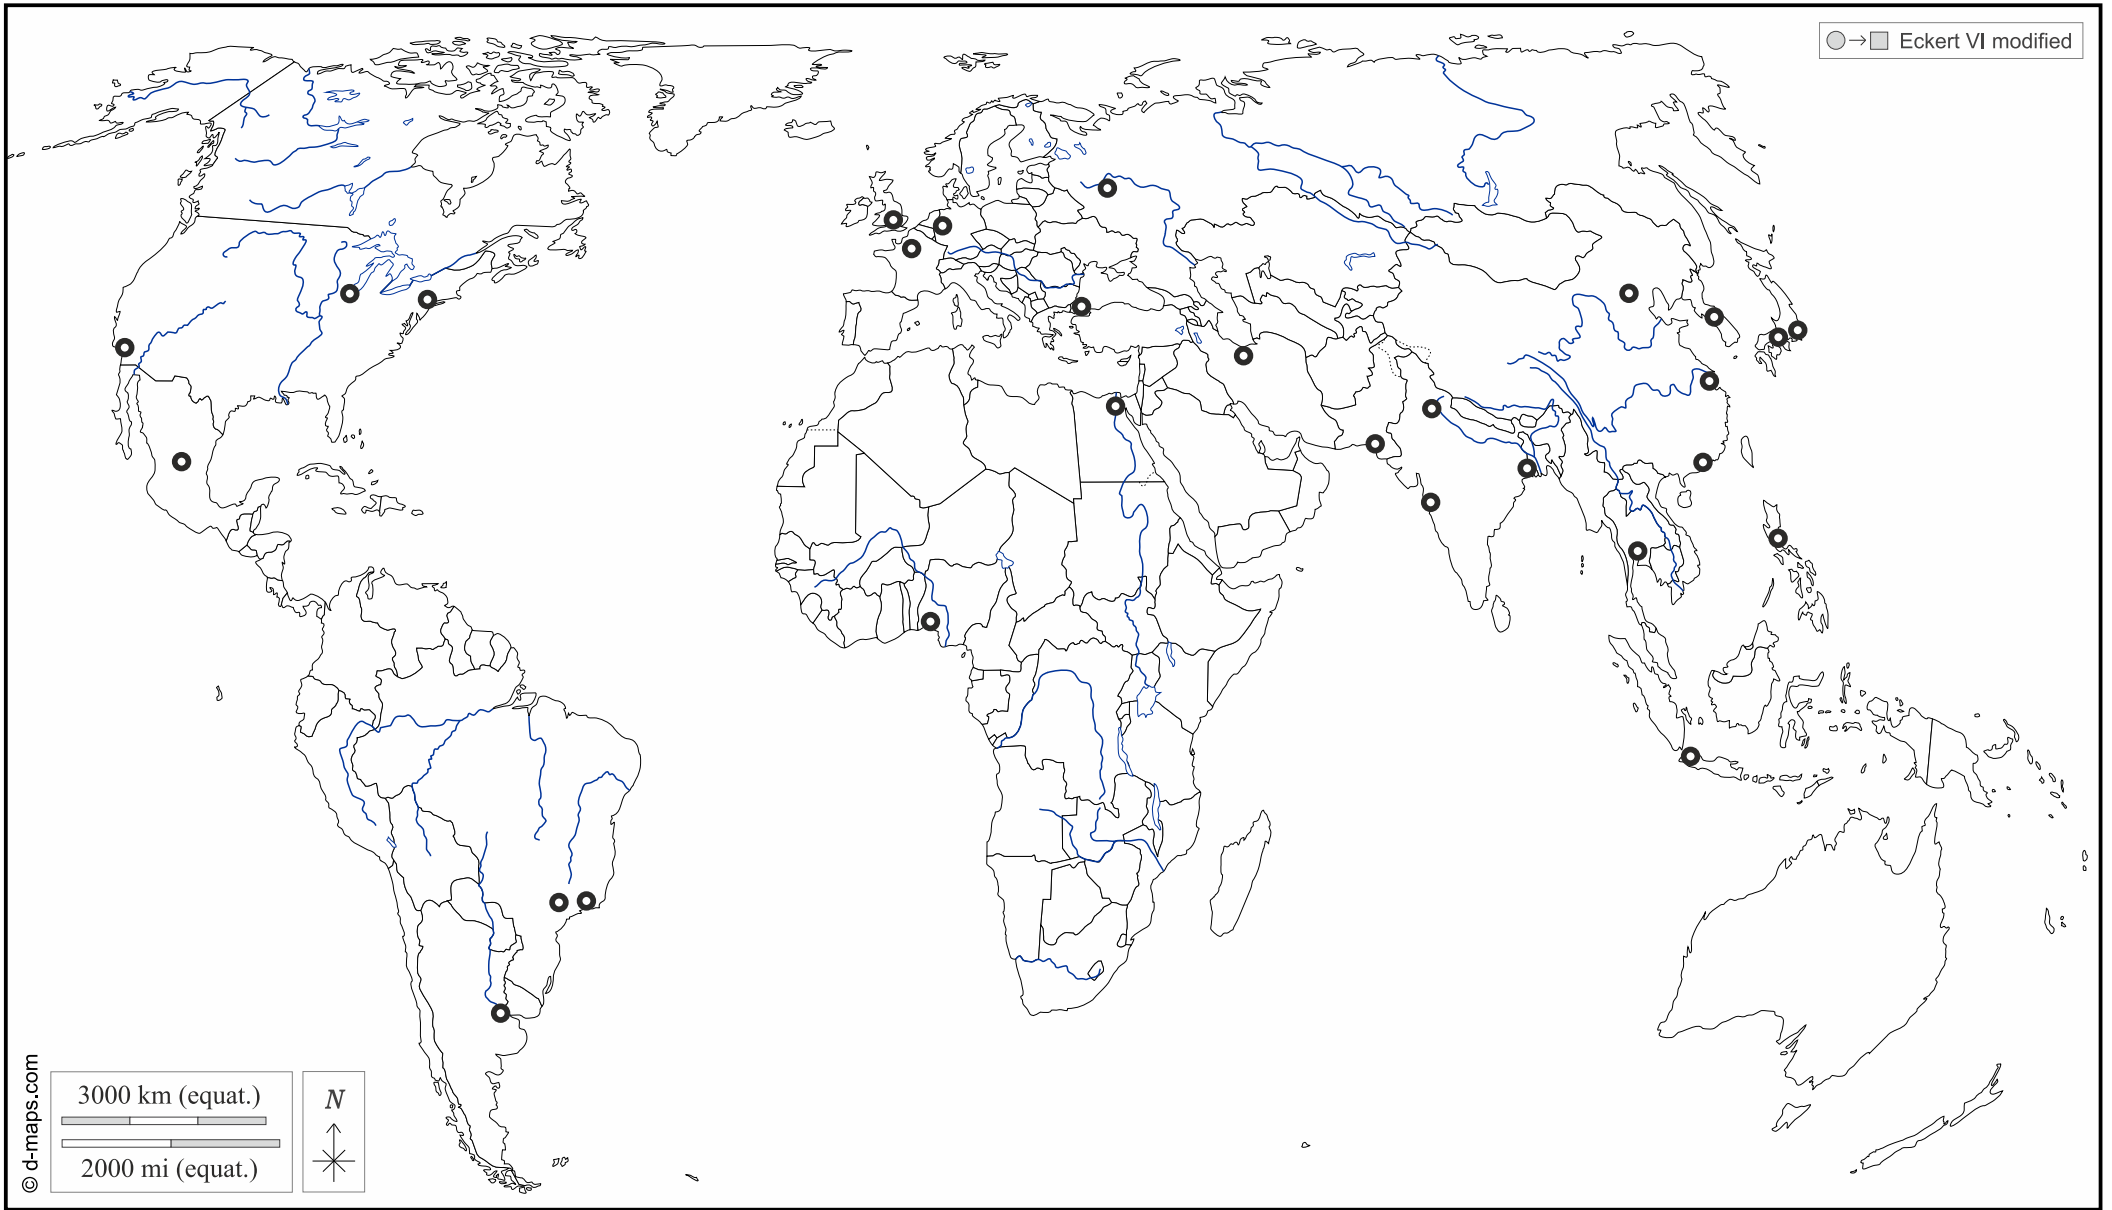 Eckert VI modified
3000 km (equat.)
2000 mi (equat.)
N
© d-maps.com